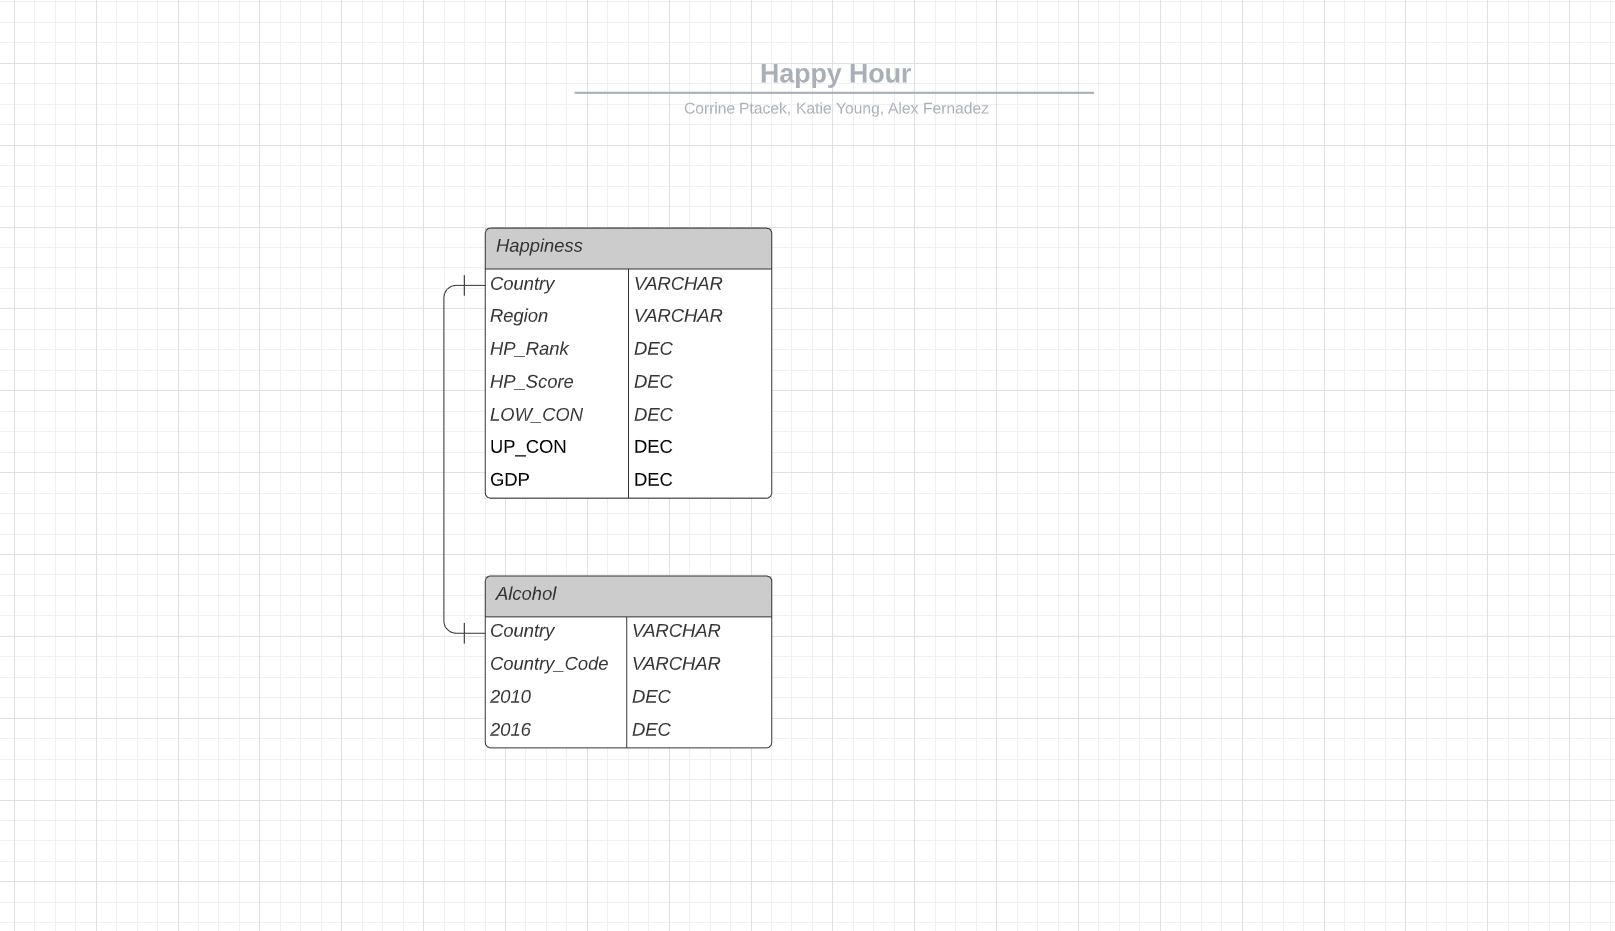 Happy Hour
Corrine Ptacek, Katie Young, Alex Fernadez
Happiness
Country VARCHAR
Region VARCHAR
HP_Rank DEC
HP_Score DEC
LOW_CON DEC
UP_CON DEC
GDP DEC
Alcohol
Country VARCHAR
Country_Code VARCHAR
2010 DEC
2016 DEC